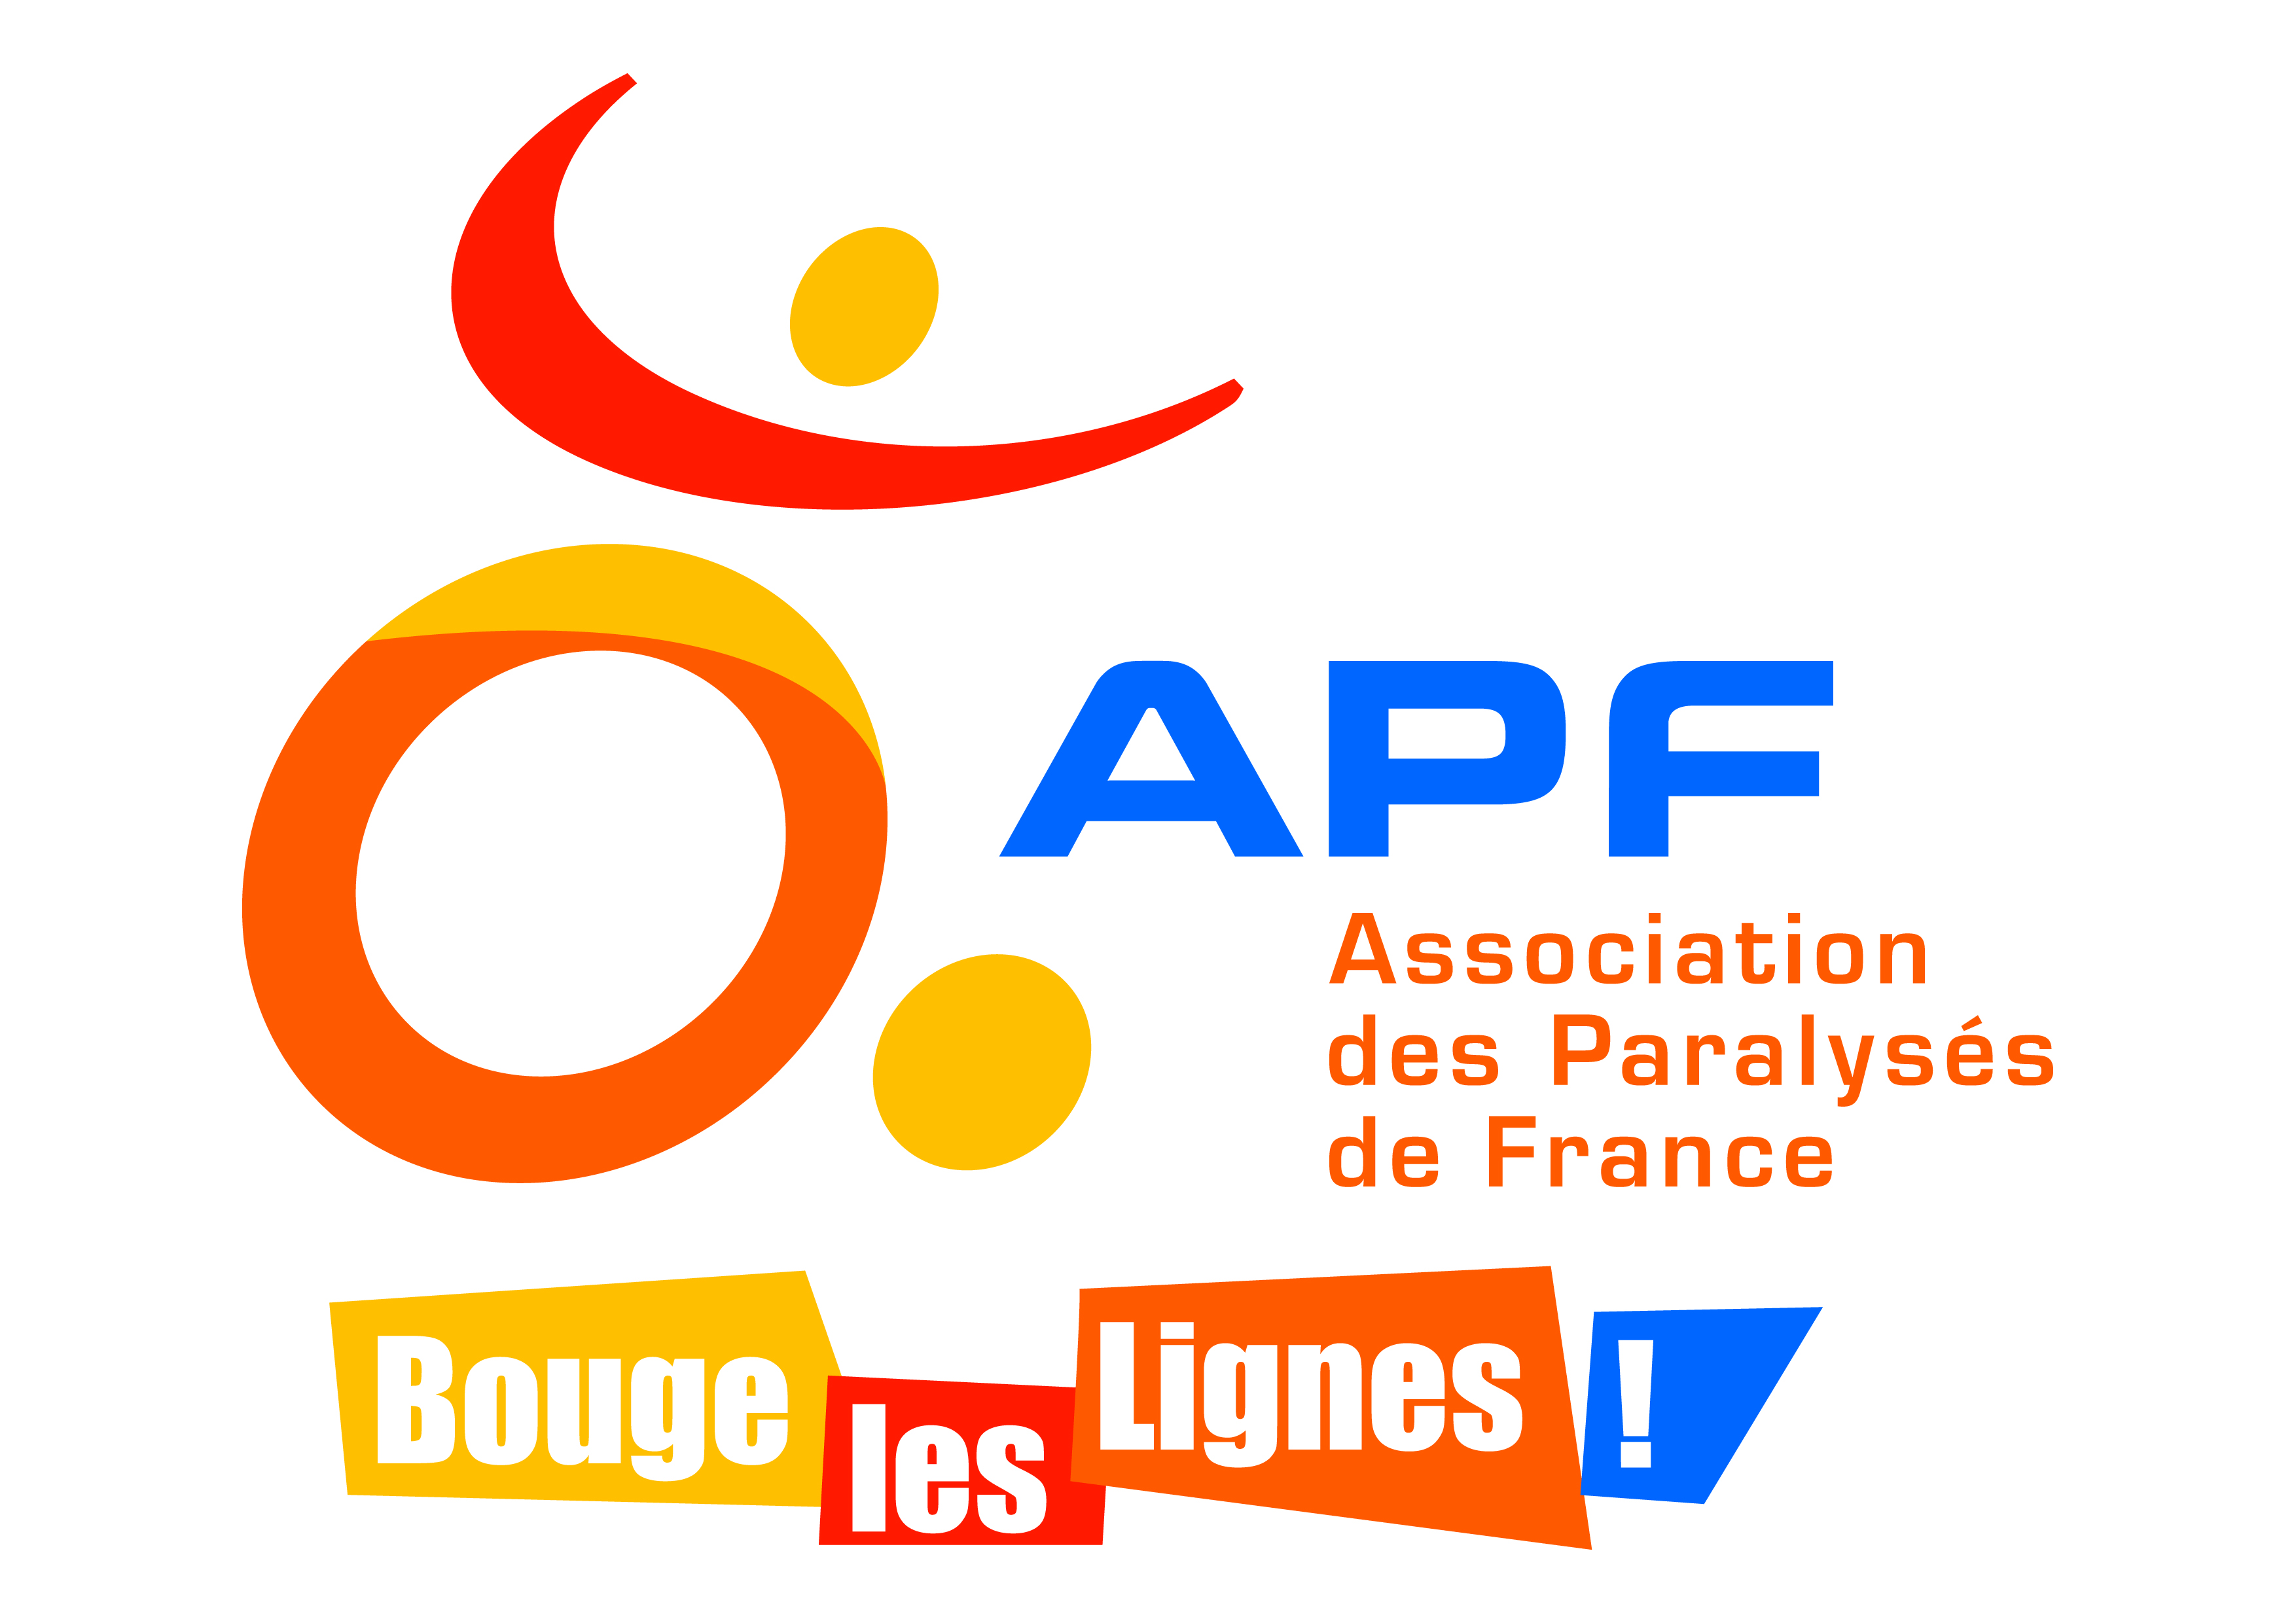 APF
Association
des Paralysés
de France
Bouge les Lignes !